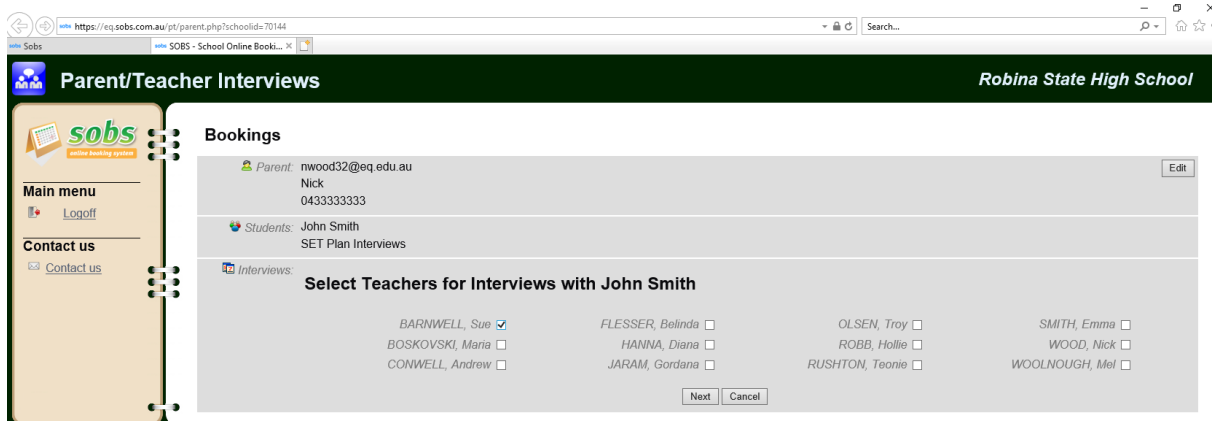 https://eq.sobs.com.au/pt/parent.php?schoolid=70144
Search...
Sobs
SOBS - School Online Booki...
Parent/Teacher Interviews
Robina State High School
sobs
online booking system
Main menu
Logoff
Contact us
Contact us
Bookings
Parent: nwood32@eq.edu.au
Edit
Nick
0433333333
Students: John Smith
SET Plan Interviews
Interviews:
Select Teachers for Interviews with John Smith
BARNWELL, Sue FLESSER, Belinda OLSEN, Troy SMITH, Emma
BOSKOVSKI, Maria HANNA, Diana ROBB, Hollie WOOD, Nick
CONWELL, Andrew JARAM, Gordana RUSHTON, Teonie WOOLNOUGH, Mel
Next Cancel